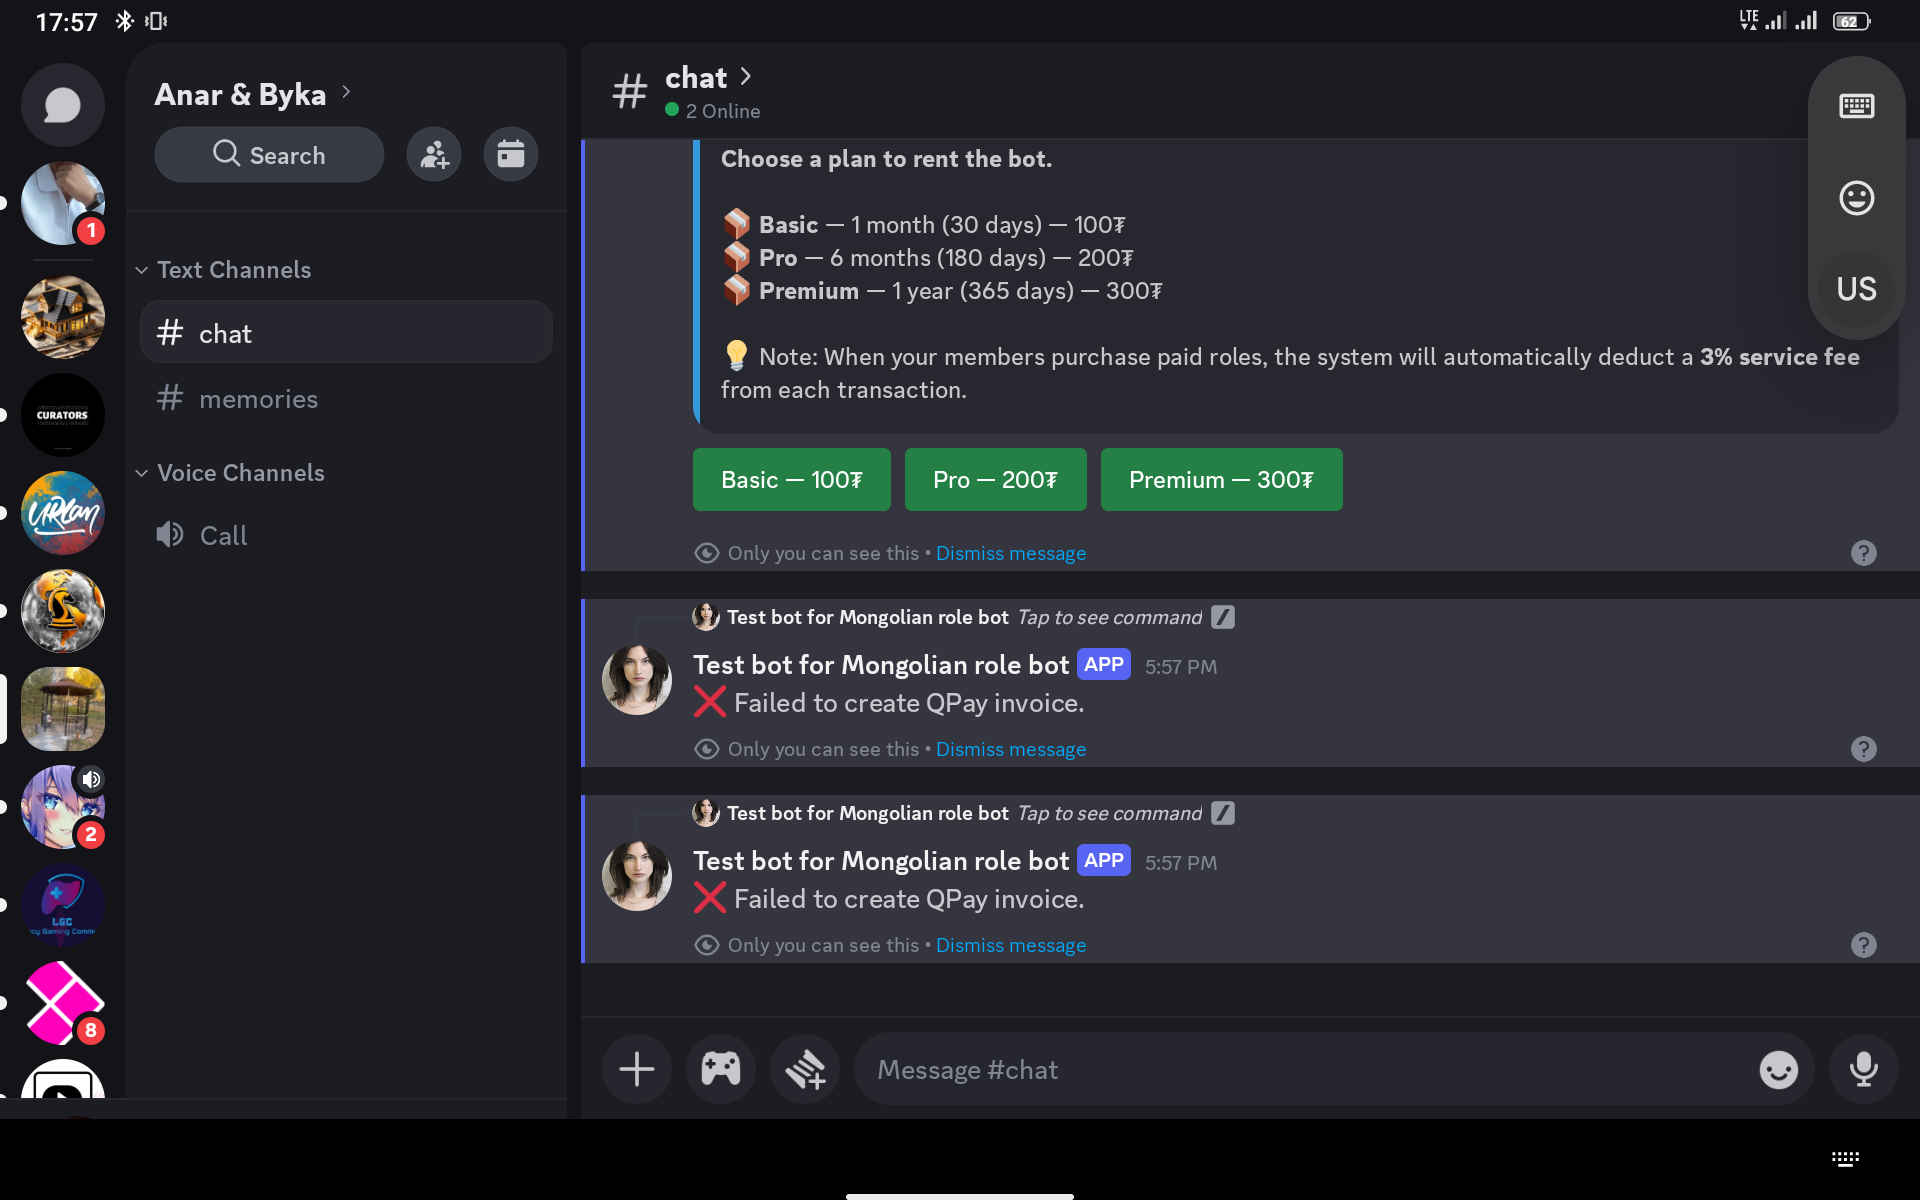 17:57
LTE
62
Anar & Byka
Search
1
Text Channels
chat
memories
CURATORS
Voice Channels
URLAN
Call
2
LGC
cy Gaming Comm
8
chat
2 Online
US
Choose a plan to rent the bot.
Basic — 1 month (30 days) — 100₮
Pro — 6 months (180 days) — 200₮
Premium — 1 year (365 days) — 300₮
Note: When your members purchase paid roles, the system will automatically deduct a 3% service fee
from each transaction.
Basic — 100₮
Pro — 200₮
Premium — 300₮
Only you can see this • Dismiss message
?
Test bot for Mongolian role bot Tap to see command
Test bot for Mongolian role bot APP 5:57 PM
❌ Failed to create QPay invoice.
Only you can see this • Dismiss message
?
Test bot for Mongolian role bot Tap to see command
Test bot for Mongolian role bot APP 5:57 PM
❌ Failed to create QPay invoice.
Only you can see this • Dismiss message
?
Message #chat